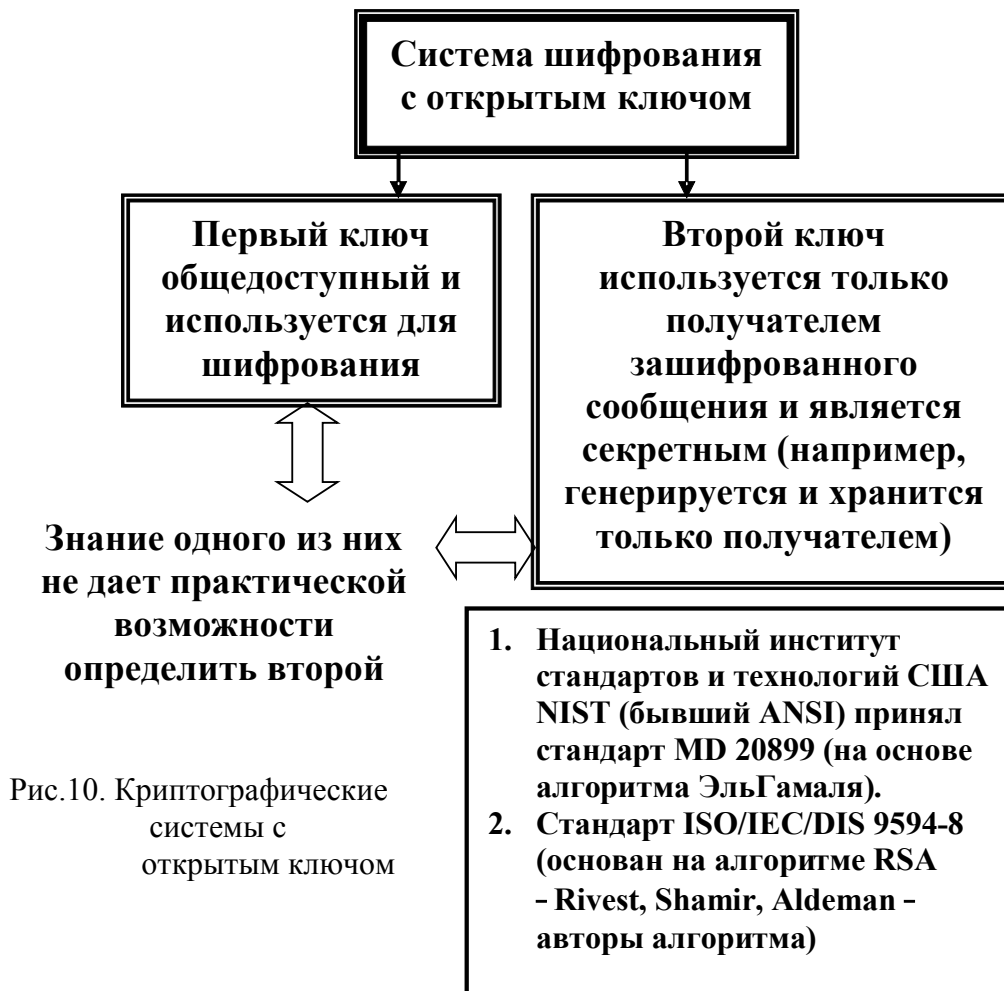 Система шифрования
с открытым ключом
Первый ключ
общедоступный и
используется для
шифрования
Второй ключ
используется только
получателем
зашифрованного
сообщения и является
секретным (например,
генерируется и хранится
только получателем)
Знание одного из них
не дает практической
возможности
определить второй
1. Национальный институт
стандартов и технологий США
NIST (бывший ANSI) принял
стандарт MD 20899 (на основе
алгоритма ЭльГамаля).
2. Стандарт ISO/IEC/DIS 9594-8
(основан на алгоритме RSA
– Rivest, Shamir, Aldeman –
авторы алгоритма)
Рис.10. Криптографические
системы с
открытым ключом